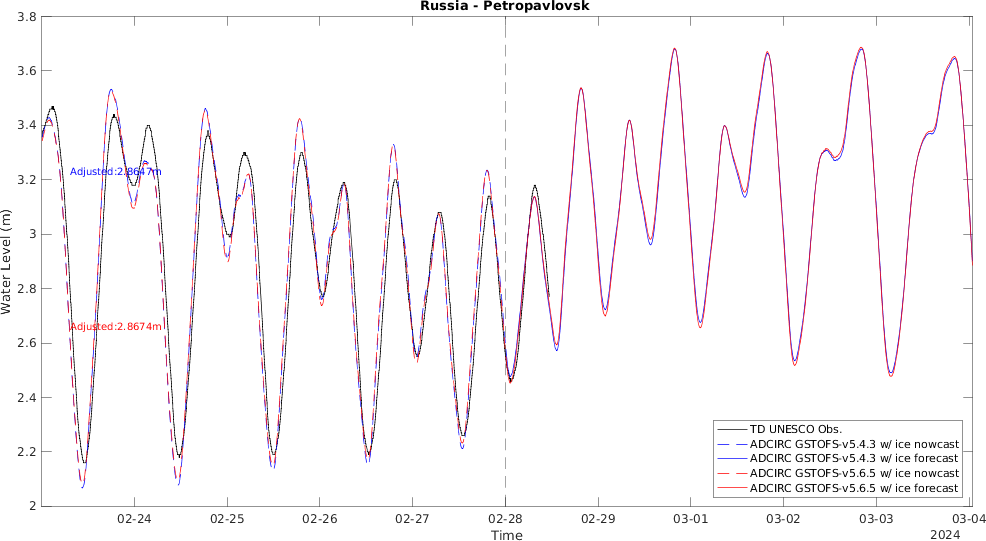 Russia - Petropavlovsk
3.8
3.6
3.4
3.2
3
2.8
2.6
2.4
2.2
2
Water Level (m)
Adjusted:2.8647m
Adjusted:2.8674m
TD UNESCO Obs.
ADCIRC GSTOFS-v5.4.3 w/ ice nowcast
ADCIRC GSTOFS-v5.4.3 w/ ice forecast
ADCIRC GSTOFS-v5.6.5 w/ ice nowcast
ADCIRC GSTOFS-v5.6.5 w/ ice forecast
02-24 02-25 02-26 02-27 02-28 02-29 03-01 03-02 03-03 03-04
Time
2024